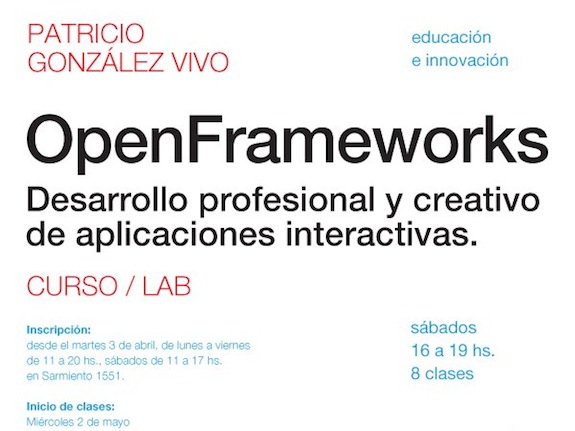 PATRICIO
GONZÁLEZ VIVO
educación
e innovación
OpenFrameworks
Desarrollo profesional y creativo
de aplicaciones interactivas.
CURSO / LAB
Inscripción:
desde el martes 3 de abril, de lunes a viernes
de 11 a 20 hs., sábados de 11 a 17 hs.
en Sarmiento 1551.
Inicio de clases:
Miércoles 2 de mayo
sábados
16 a 19 hs.
8 clases